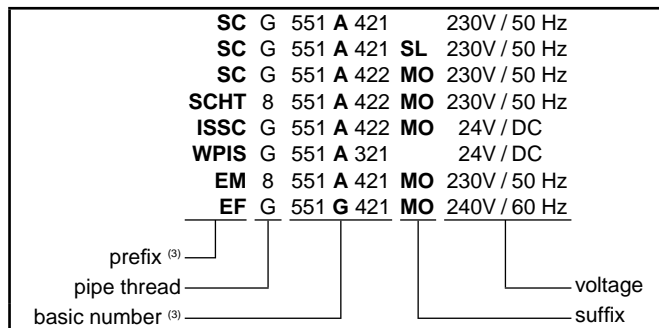 SC G 551 A 421 230V / 50 Hz
SC G 551 A 421 SL 230V / 50 Hz
SC G 551 A 422 MO 230V / 50 Hz
SCHT 8 551 A 422 MO 230V / 50 Hz
ISSC G 551 A 422 MO 24V / DC
WPIS G 551 A 321 24V / DC
EM 8 551 A 421 MO 230V / 50 Hz
EF G 551 G 421 MO 240V / 60 Hz
prefix (3)
pipe thread voltage
basic number (3) suffix